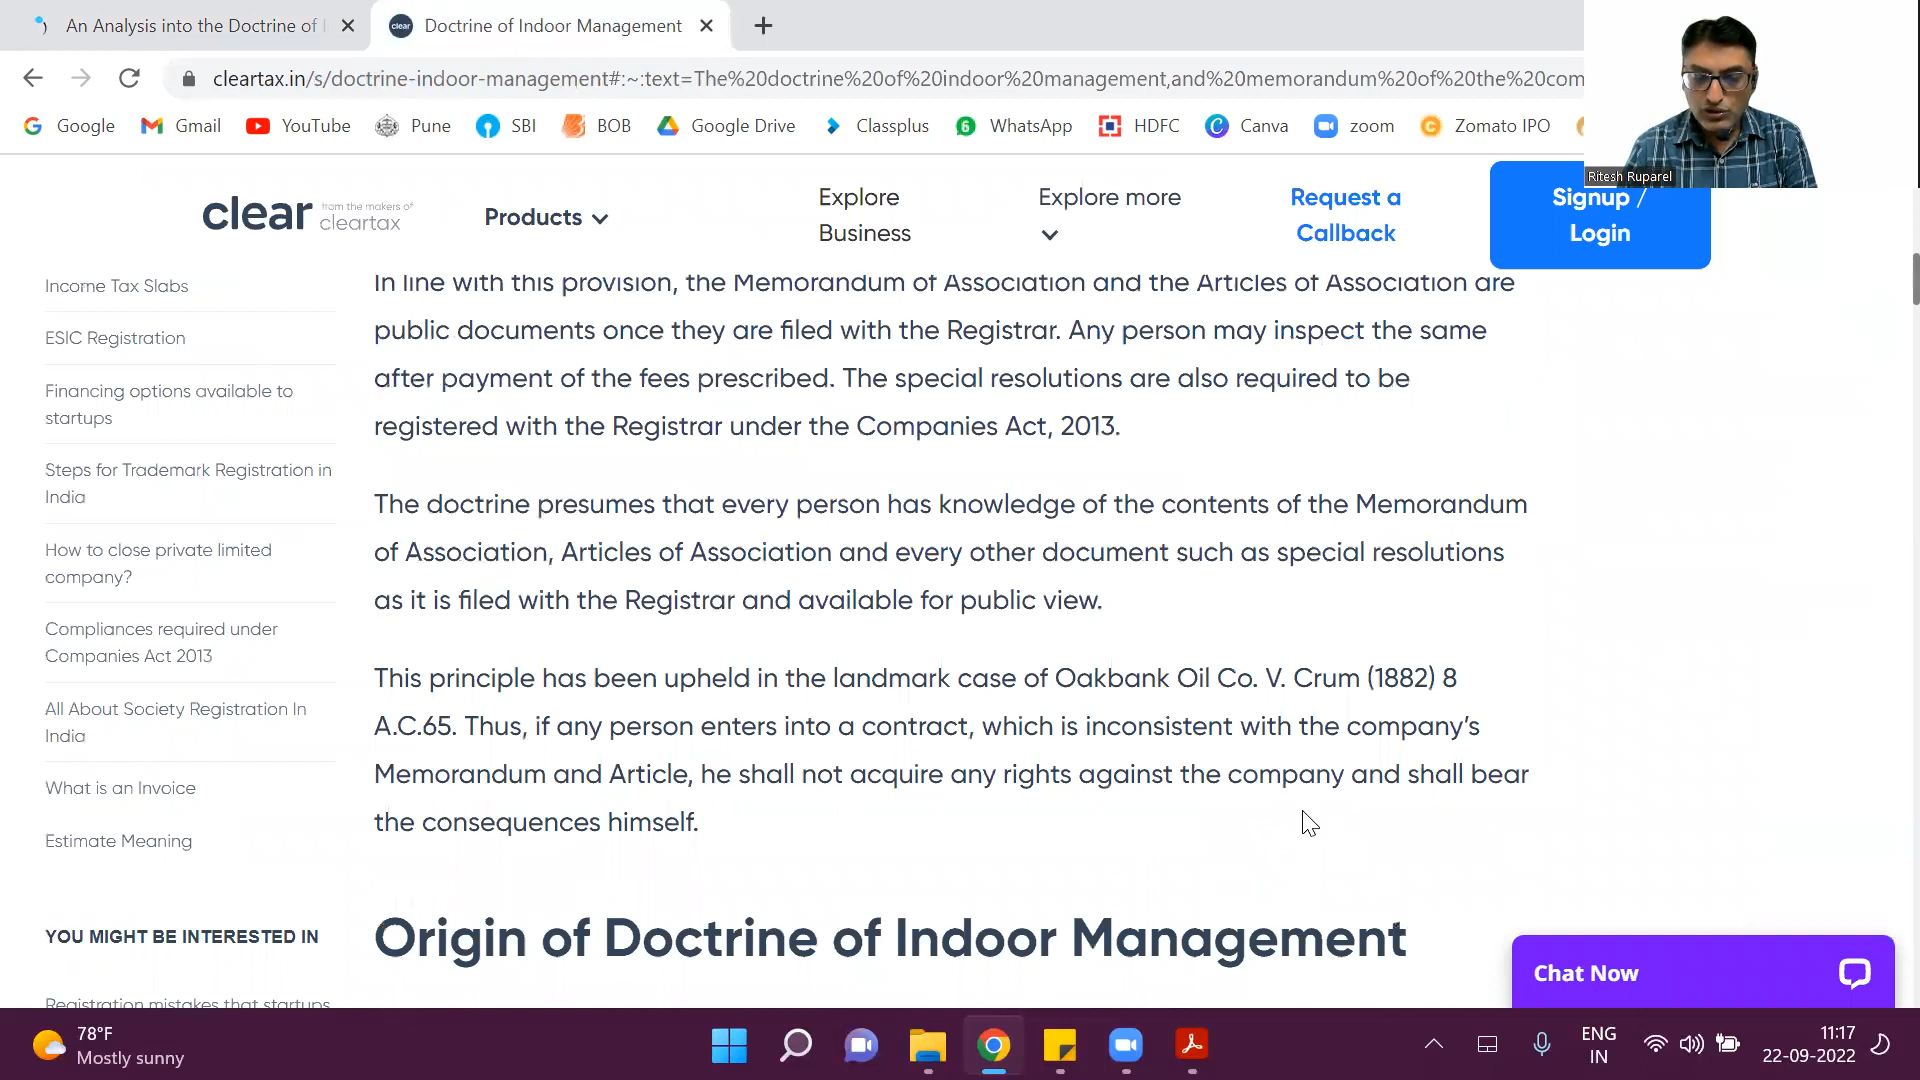 An Analysis into the Doctrine of
clear
Doctrine of Indoor Management
cleartax.in/s/doctrine-indoor-management#:~:text=The%20doctrine%20of%20indoor%20management,and%20memorandum%20of%20the%20com
Google
Gmail
YouTube
Pune
SBI
BOB
Google Drive
Classplus
WhatsApp
HDFC
Canva
zoom
Zomato IPO
Ritesh Ruparel
clear
from the makers of
cleartax
Products
Explore
Business
Explore more
Request a
Callback
Signup /
Login
Income Tax Slabs
ESIC Registration
Financing options available to
startups
Steps for Trademark Registration in
India
How to close private limited
company?
Compliances required under
Companies Act 2013
All About Society Registration In
India
What is an Invoice
Estimate Meaning
YOU MIGHT BE INTERESTED IN
Registration mistakes that startups
In line with this provision, the Memorandum of Association and the Articles of Association are
public documents once they are filed with the Registrar. Any person may inspect the same
after payment of the fees prescribed. The special resolutions are also required to be
registered with the Registrar under the Companies Act, 2013.
The doctrine presumes that every person has knowledge of the contents of the Memorandum
of Association, Articles of Association and every other document such as special resolutions
as it is filed with the Registrar and available for public view.
This principle has been upheld in the landmark case of Oakbank Oil Co. V. Crum (1882) 8
A.C.65. Thus, if any person enters into a contract, which is inconsistent with the company's
Memorandum and Article, he shall not acquire any rights against the company and shall bear
the consequences himself.
Origin of Doctrine of Indoor Management
Chat Now
78°F
Mostly sunny
ENG
IN
11:17
22-09-2022